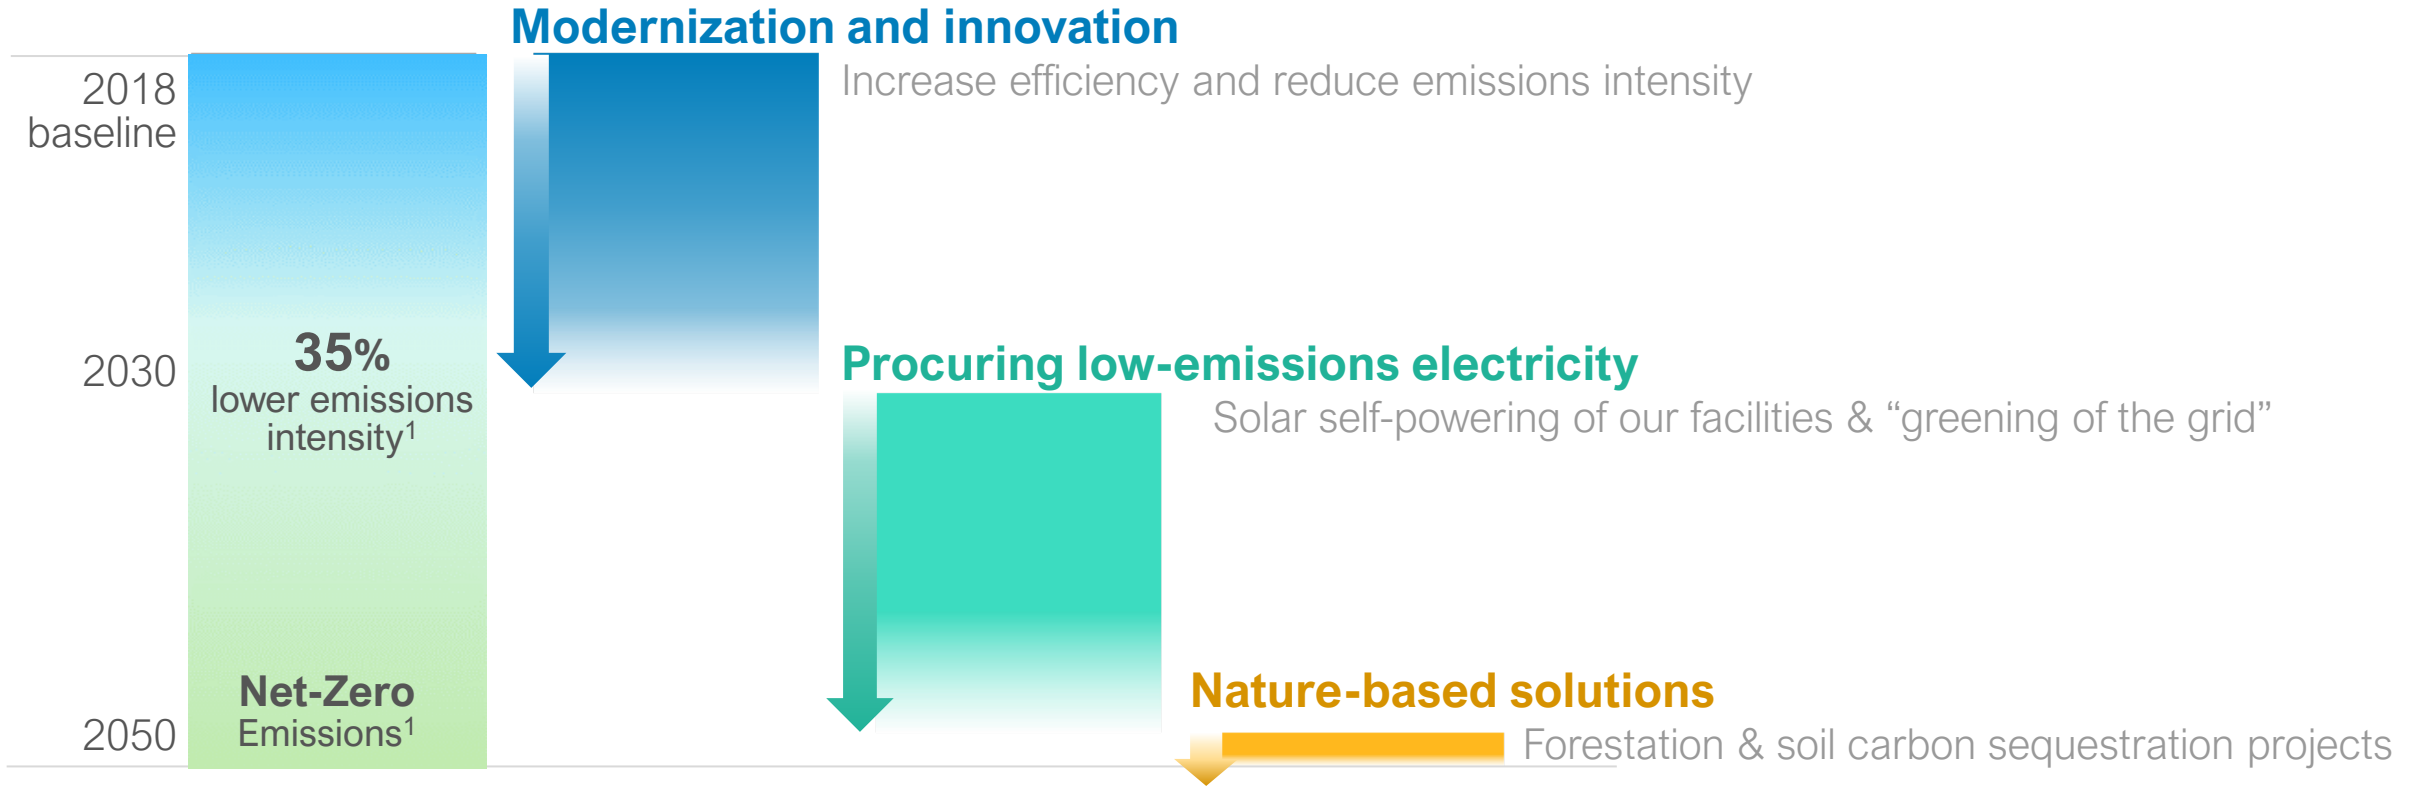 Modernization and innovation
Increase efficiency and reduce emissions intensity
2018
baseline
2030
35%
lower emissions
intensity¹
Procuring low-emissions electricity
Solar self-powering of our facilities & “greening of the grid”
Nature-based solutions
Forestation & soil carbon sequestration projects
2050
Net-Zero
Emissions¹